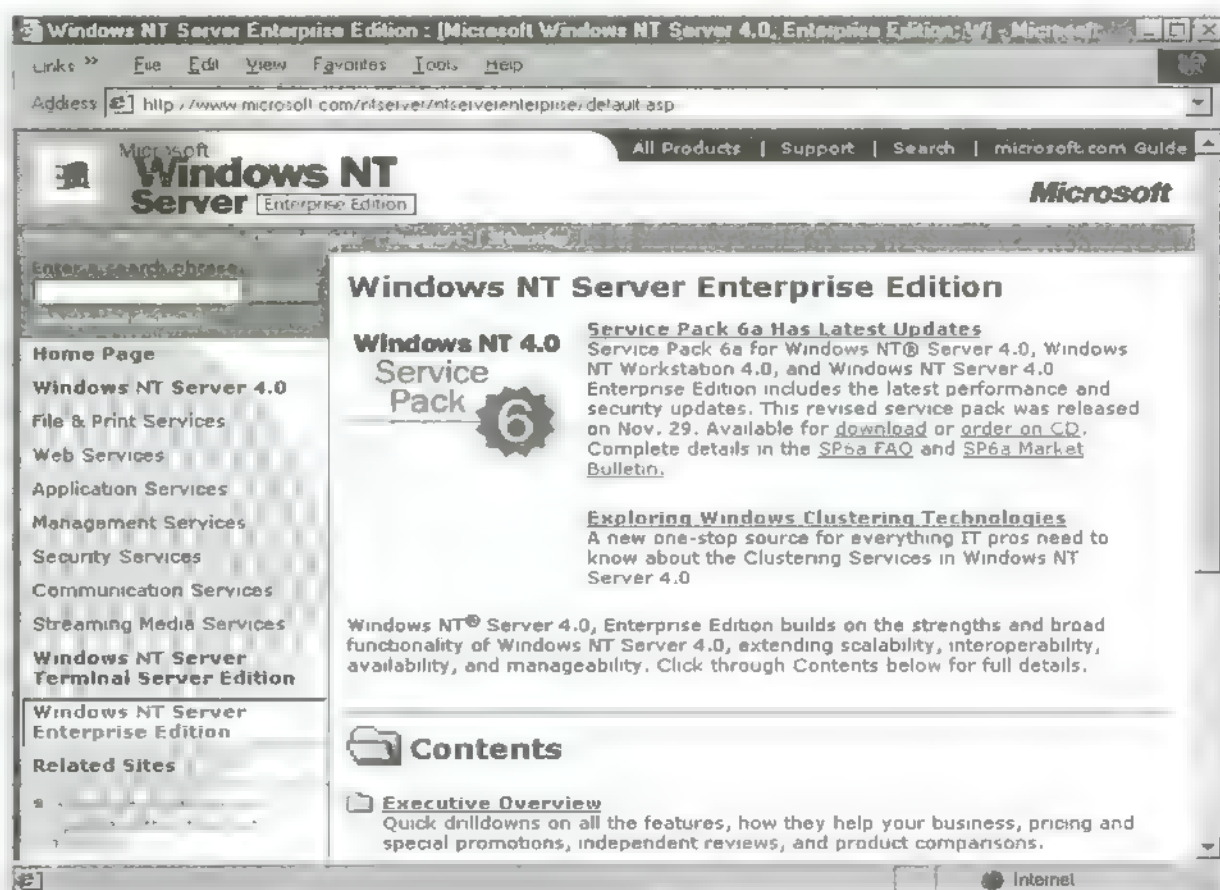 Windows NT Server Enterprise Edition : [Microsoft Windows NT Server 4.0, Enterprise Edition; Wi - Microsoft
Links » File Edit View Favorites Tools Help
Address http://www.microsoft.com/ntserver/ntserverenterprise/default.asp
All Products | Support | Search | microsoft.com Guide
Microsoft
Windows NT
Server Enterprise Edition
Microsoft
Enter a search phrase:
Home Page
Windows NT Server 4.0
File & Print Services
Web Services
Application Services
Management Services
Security Services
Communication Services
Streaming Media Services
Windows NT Server
Terminal Server Edition
Windows NT Server
Enterprise Edition
Related Sites
Windows NT Server Enterprise Edition
Windows NT 4.0
Service
Pack 6
Service Pack 6a Has Latest Updates
Service Pack 6a for Windows NT® Server 4.0, Windows
NT Workstation 4.0, and Windows NT Server 4.0
Enterprise Edition includes the latest performance and
security updates. This revised service pack was released
on Nov. 29. Available for download or order on CD.
Complete details in the SP6a FAQ and SP6a Market
Bulletin.
Exploring Windows Clustering Technologies
A new one-stop source for everything IT pros need to
know about the Clustering Services in Windows NT
Server 4.0
Windows NT® Server 4.0, Enterprise Edition builds on the strengths and broad
functionality of Windows NT Server 4.0, extending scalability, interoperability,
availability, and manageability. Click through Contents below for full details.
Contents
Executive Overview
Quick drilldowns on all the features, how they help your business, pricing and
special promotions, independent reviews, and product comparisons.
Internet